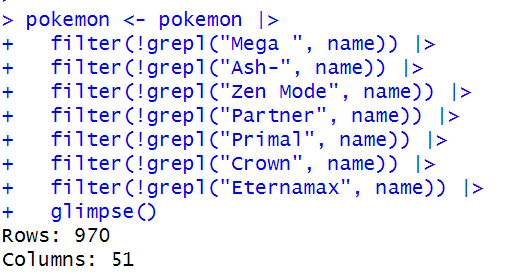 > pokemon <- pokemon |>
+   filter(!grepl("Mega ", name)) |>
+   filter(!grepl("Ash-", name)) |>
+   filter(!grepl("Zen Mode", name)) |>
+   filter(!grepl("Partner", name)) |>
+   filter(!grepl("Primal", name)) |>
+   filter(!grepl("Crown", name)) |>
+   filter(!grepl("Eternamax", name)) |>
+   glimpse()
Rows: 970
Columns: 51